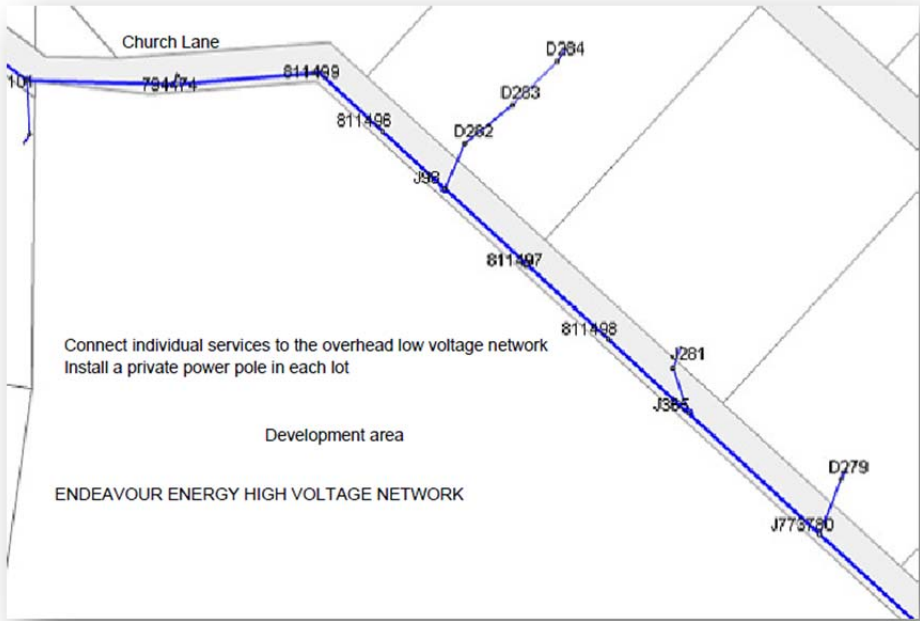 Church Lane
D284
811499
101
794474
D283
811496
D282
J98
811497
811498
Connect individual services to the overhead low voltage network
J281
Install a private power pole in each lot
Development area
D279
ENDEAVOUR ENERGY HIGH VOLTAGE NETWORK
J773780